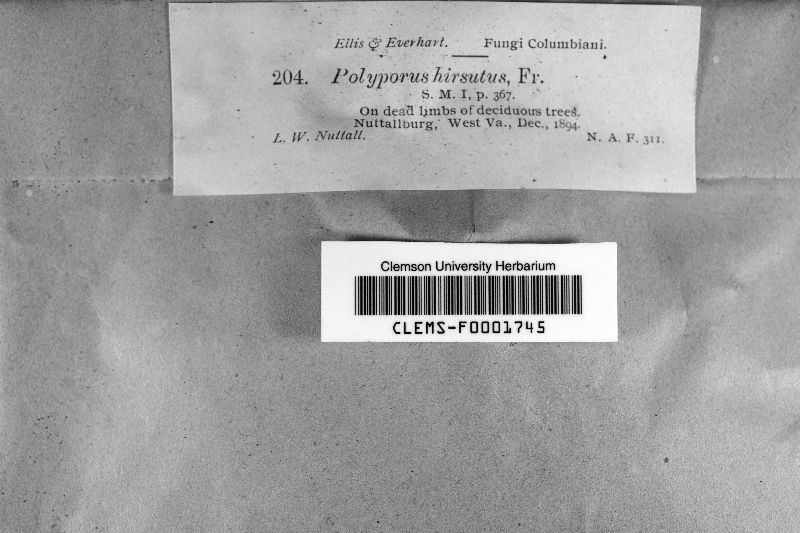 Ellis & Everhart. Fungi Columbiani.
204. Polyporus hirsutus, Fr.
S. M. I, p. 367.
On dead limbs of deciduous trees.
Nuttallburg, West Va., Dec., 1894.
L. W. Nuttall. N. A. F. 311.
Clemson University Herbarium
CLEMS-F0001745